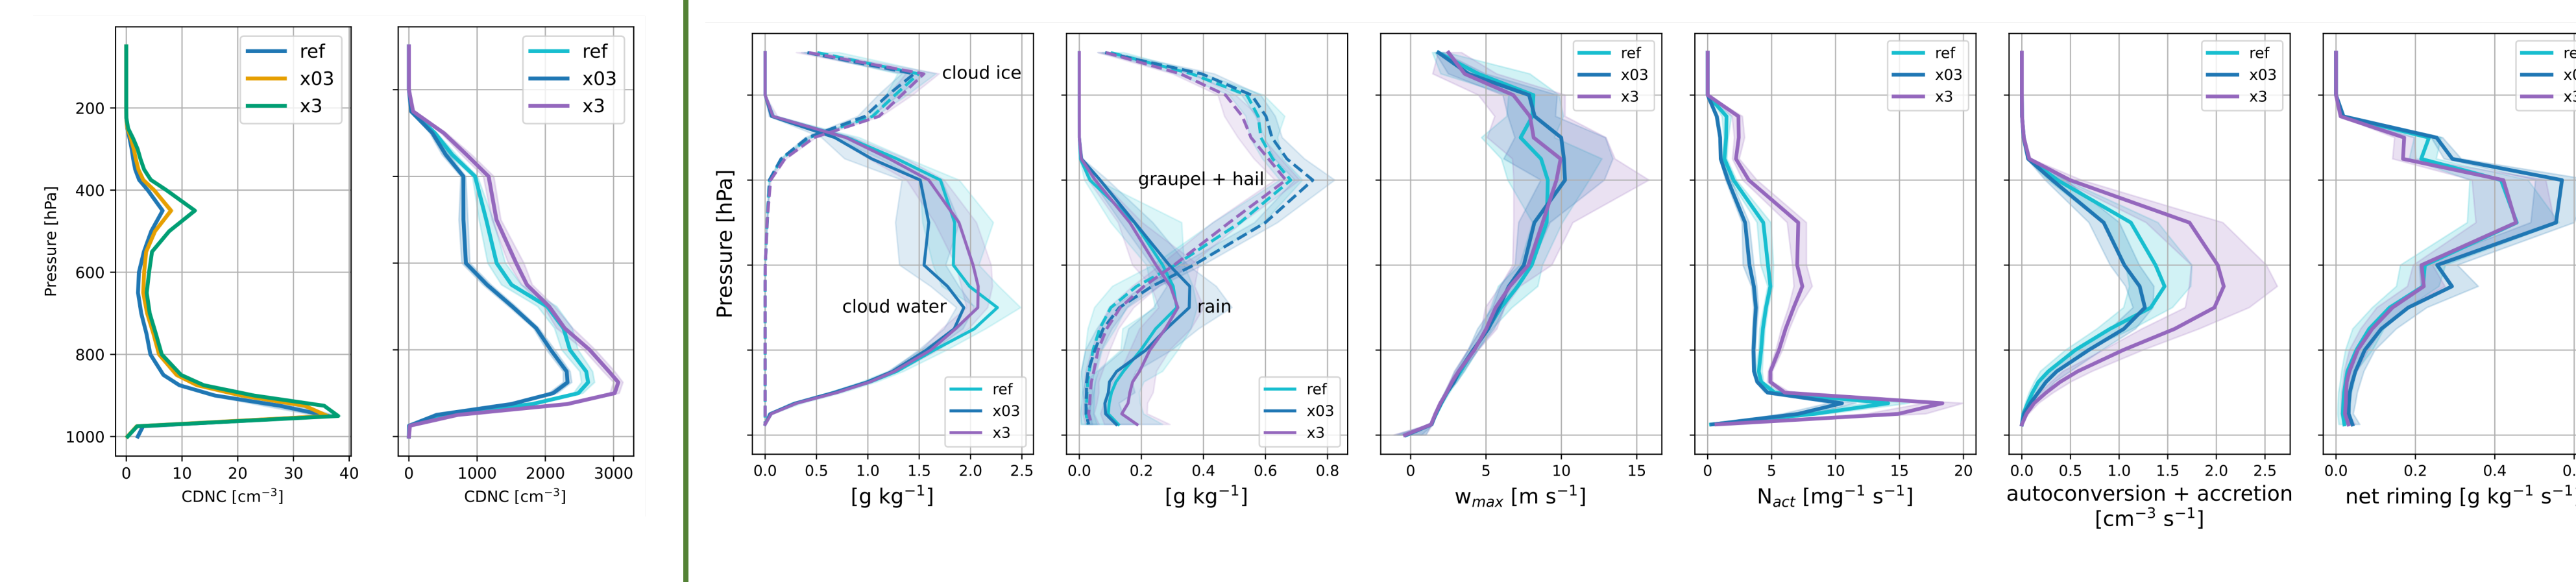 ref
x03
x3
200
400
600
800
1000
Pressure [hPa]
0 10 20 30 40
CDNC [cm⁻³]
ref
x03
x3
0 1000 2000 3000
CDNC [cm⁻³]
Pressure [hPa]
cloud ice
cloud water
ref
x03
x3
0.0 0.5 1.0 1.5 2.0 2.5
[g kg⁻¹]
graupel + hail
rain
ref
x03
x3
0.0 0.2 0.4 0.6 0.8
[g kg⁻¹]
ref
x03
x3
0 5 10 15
wₘₐₓ [m s⁻¹]
ref
x03
x3
0 5 10 15 20
N_act [mg⁻¹ s⁻¹]
ref
x03
x3
0.0 0.5 1.0 1.5 2.0 2.5
autoconversion + accretion
[cm⁻³ s⁻¹]
x03
0.0 0.2 0.4
net riming [g kg⁻¹ s⁻¹